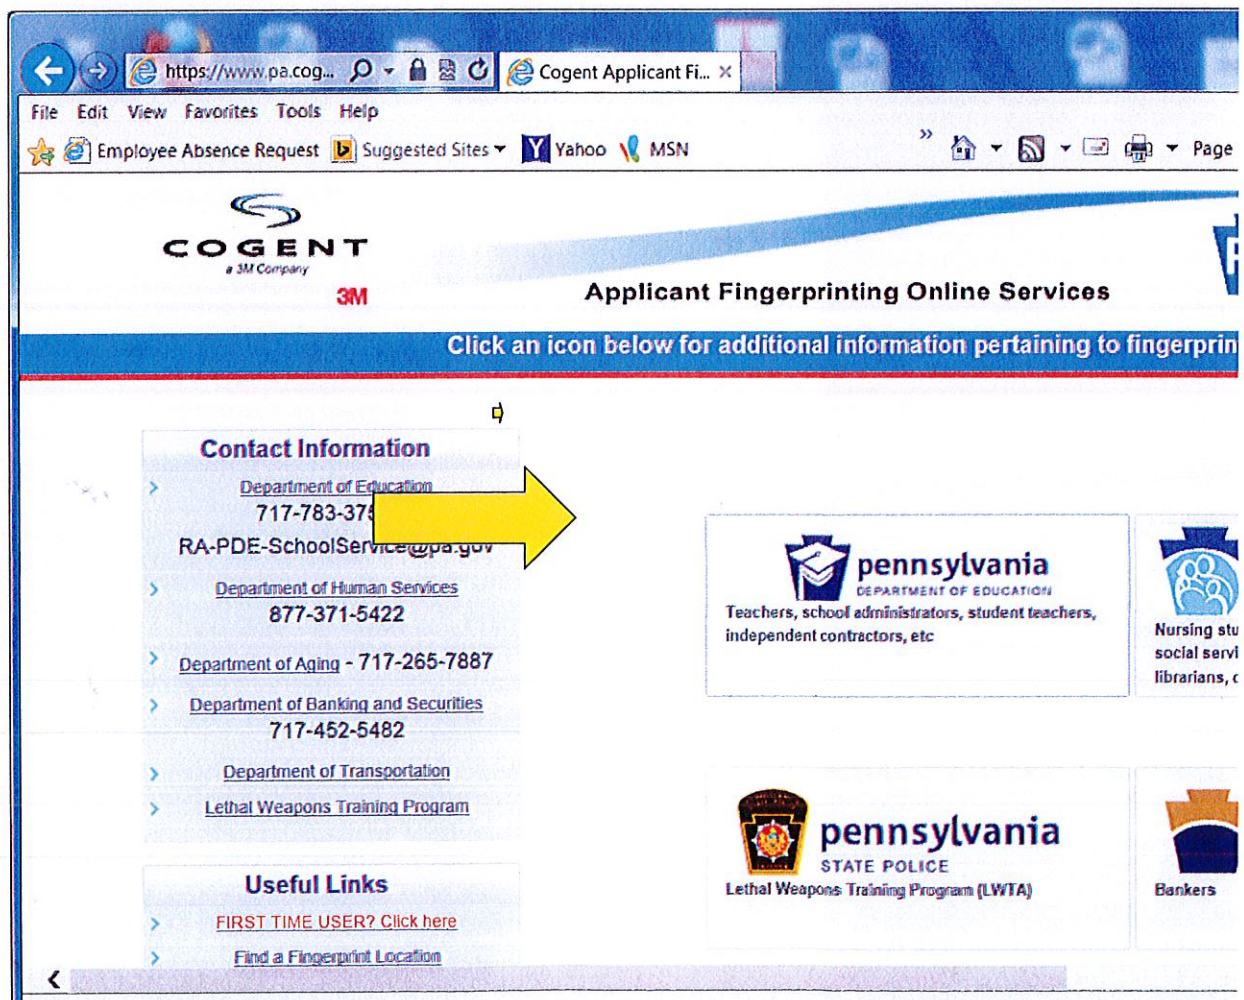 https://www.pa.cog...
Cogent Applicant Fi...
File Edit View Favorites Tools Help
Employee Absence Request Suggested Sites Yahoo MSN
Page
COGENT
a 3M Company
3M
Applicant Fingerprinting Online Services
Click an icon below for additional information pertaining to fingerprin
Contact Information
Department of Education
717-783-375
RA-PDE-SchoolService@pa.gov
Department of Human Services
877-371-5422
Department of Aging - 717-265-7887
Department of Banking and Securities
717-452-5482
Department of Transportation
Lethal Weapons Training Program
Useful Links
FIRST TIME USER? Click here
Find a Fingerprint Location
pennsylvania
DEPARTMENT OF EDUCATION
Teachers, school administrators, student teachers,
independent contractors, etc
Nursing stu
social servi
librarians, c
pennsylvania
STATE POLICE
Lethal Weapons Training Program (LWTA)
Bankers